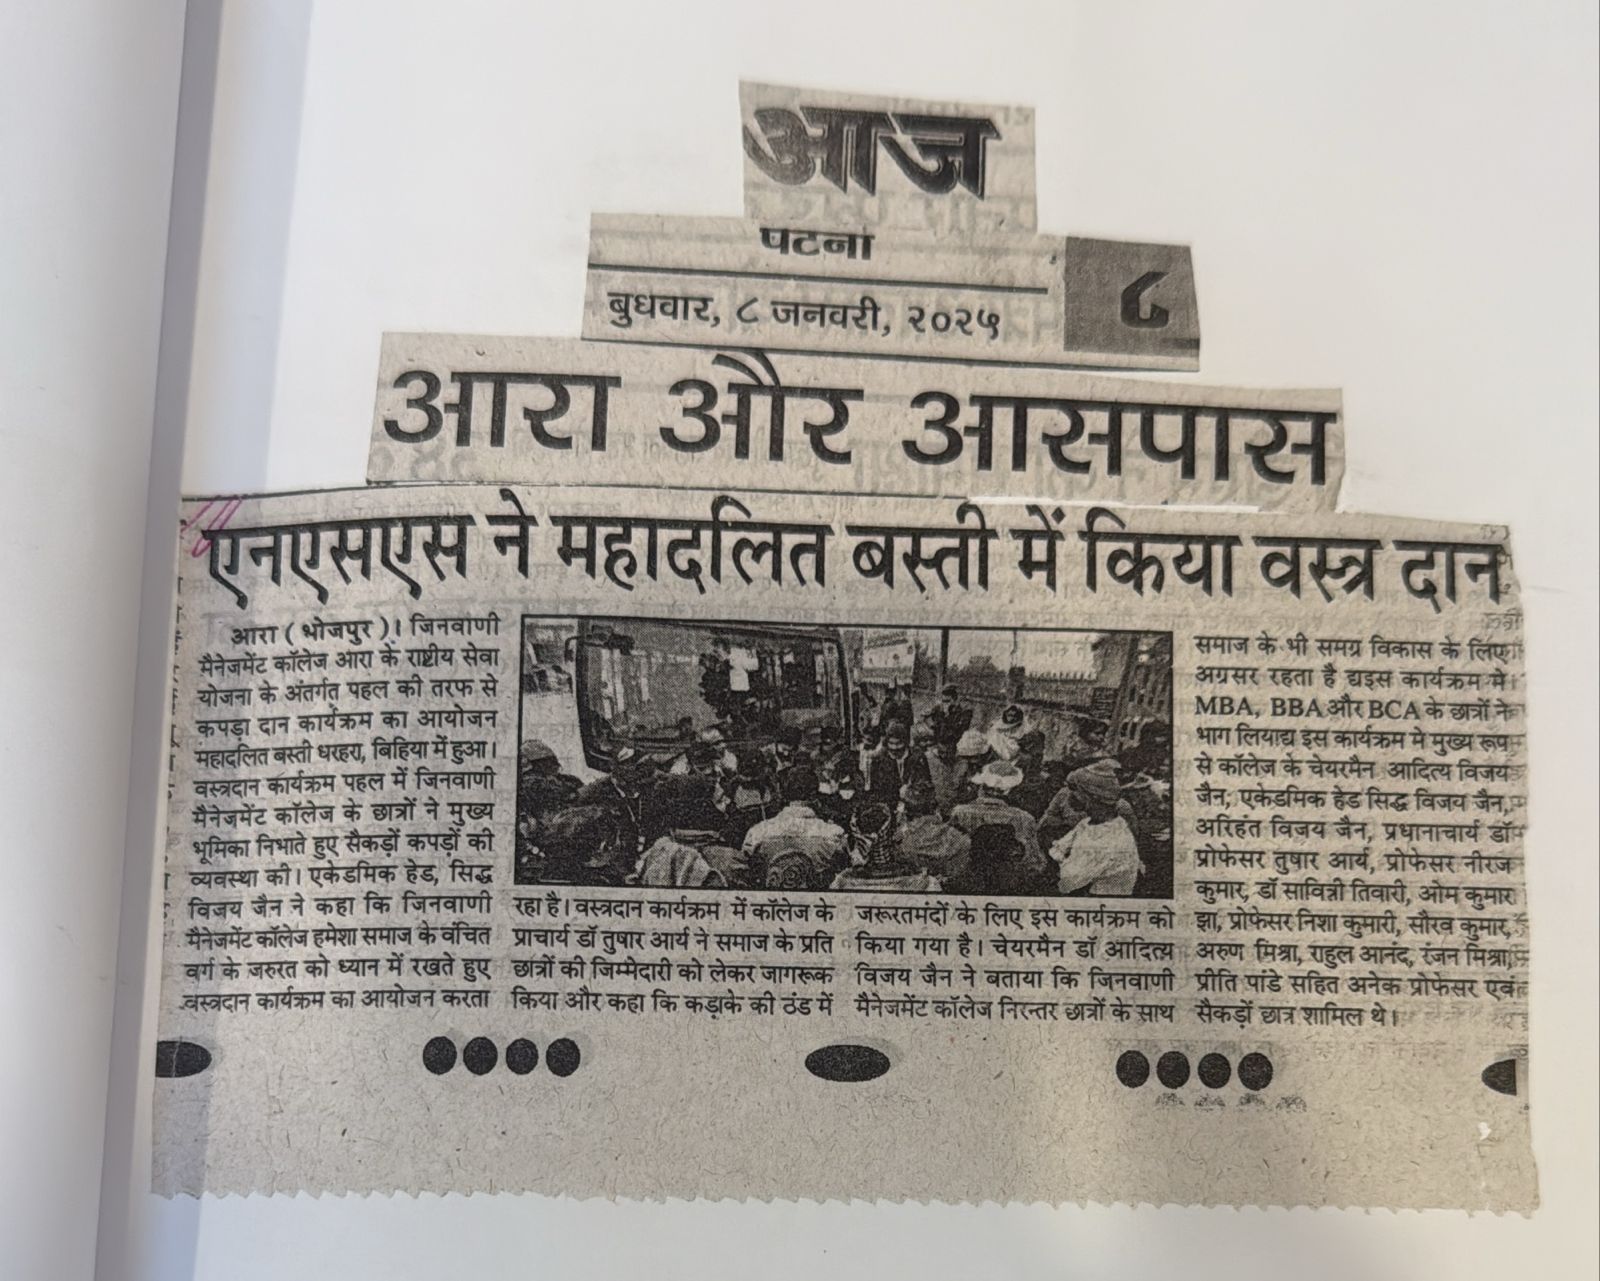 आज
पटना
८
बुधवार, ८ जनवरी, २०२५
आरा और आसपास
एनएसएस ने महादलित बस्ती में किया वस्त्र दान
आरा ( भोजपुर )। जिनवाणी
मैनेजमेंट कॉलेज आरा के राष्ट्रीय सेवा
योजना के अंतर्गत पहल की तरफ से
कपड़ा दान कार्यक्रम का आयोजन
महादलित बस्ती धरहरा, बिहिया में हुआ।
वस्त्रदान कार्यक्रम पहल में जिनवाणी
मैनेजमेंट कॉलेज के छात्रों ने मुख्य
भूमिका निभाते हुए सैकड़ों कपड़ों की
व्यवस्था की। एकेडमिक हेड, सिद्ध
विजय जैन ने कहा कि जिनवाणी
मैनेजमेंट कॉलेज हमेशा समाज के वंचित
वर्ग के जरुरत को ध्यान में रखते हुए
वस्त्रदान कार्यक्रम का आयोजन करता
रहा है। वस्त्रदान कार्यक्रम में कॉलेज के
प्राचार्य डॉ तुषार आर्य ने समाज के प्रति
छात्रों की जिम्मेदारी को लेकर जागरूक
किया और कहा कि कड़ाके की ठंड में
जरूरतमंदों के लिए इस कार्यक्रम को
किया गया है। चेयरमैन डॉ आदित्य
विजय जैन ने बताया कि जिनवाणी
मैनेजमेंट कॉलेज निरन्तर छात्रों के साथ
समाज के भी समग्र विकास के लिए
अग्रसर रहता है द्यइस कार्यक्रम मे
MBA, BBA और BCA के छात्रों ने
भाग लियाद्य इस कार्यक्रम मे मुख्य रूप
से कॉलेज के चेयरमैन आदित्य विजय
जैन, एकेडमिक हेड सिद्ध विजय जैन,
अरिहंत विजय जैन, प्रधानाचार्य डॉ
प्रोफेसर तुषार आर्य, प्रोफेसर नीरज
कुमार, डॉ सावित्री तिवारी, ओम कुमार
झा, प्रोफेसर निशा कुमारी, सौरव कुमार,
अरुण मिश्रा, राहुल आनंद, रंजन मिश्रा,
प्रीति पांडे सहित अनेक प्रोफेसर एवं
सैकड़ों छात्र शामिल थे।